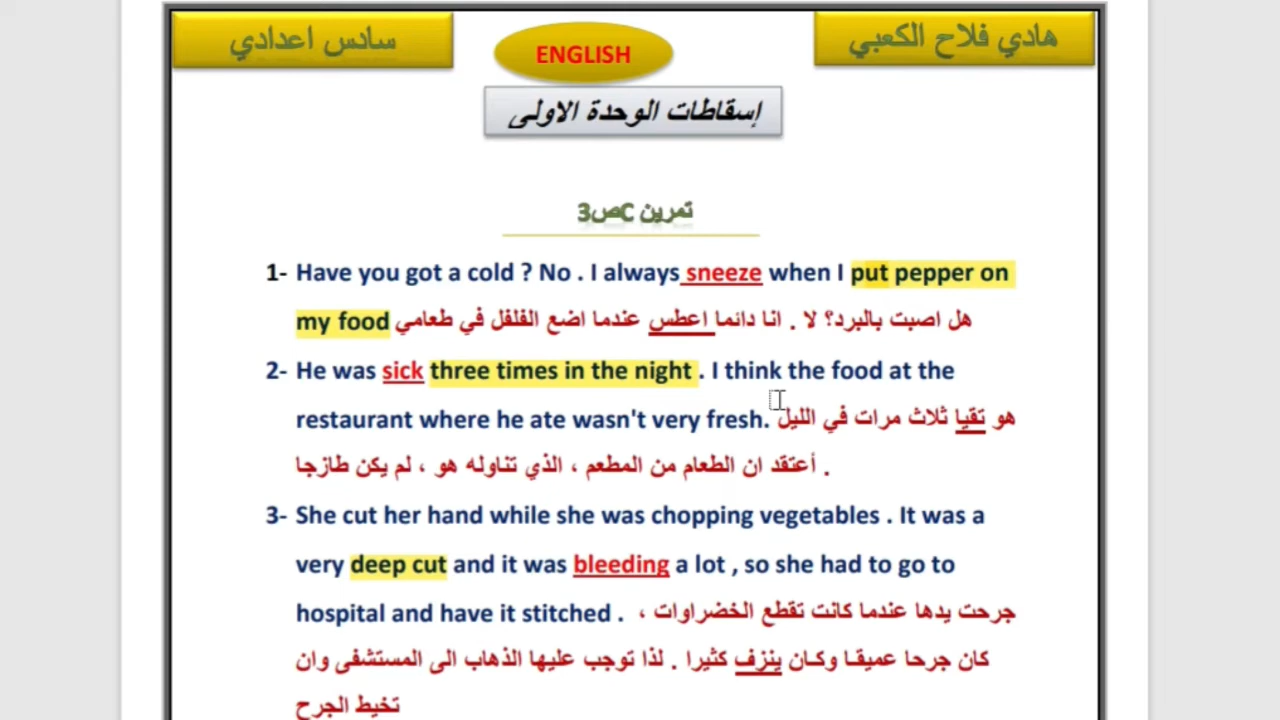 هادي فلاح الكعبي
ENGLISH
سادس اعدادي
إسقاطات الوحدة الاولى
تمرين Cص3
1- Have you got a cold ? No . I always sneeze when I put pepper on
my food هل اصبت بالبرد؟ لا . انا دائما اعطس عندما اضع الفلفل في طعامي
2- He was sick three times in the night . I think the food at the
restaurant where he ate wasn't very fresh. هو تقيا ثلاث مرات في الليل
. أعتقد ان الطعام من المطعم ، الذي تناوله هو ، لم يكن طازجا
3- She cut her hand while she was chopping vegetables . It was a
very deep cut and it was bleeding a lot , so she had to go to
hospital and have it stitched . جرحت يدها عندما كانت تقطع الخضراوات ،
كان جرحا عميقا وكان ينزف كثيرا . لذا توجب عليها الذهاب الى المستشفى وان
تخيط الجرح